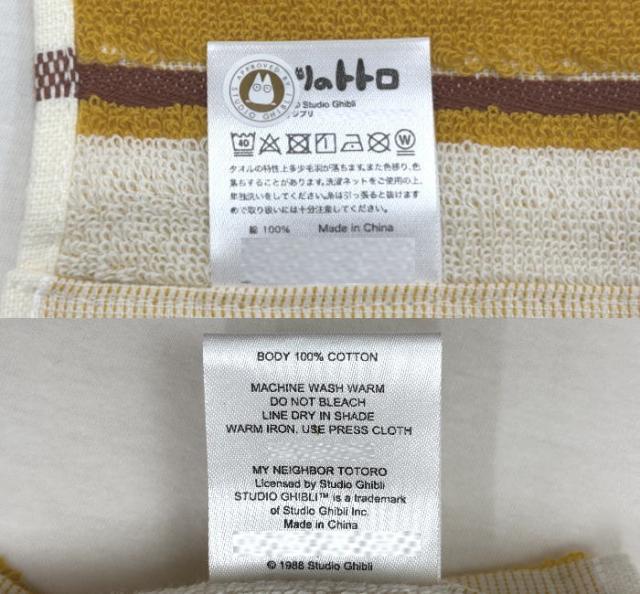 APPROVED BY STUDIO GHIBLI
りのトトロ
Studio Ghibli
ジブリ
40
W
タオルの特性上多少毛羽が落ちます。また色移り、色
落ちすることがあります。洗濯ネットをご使用の上、
単独洗いをしてください。糸は引っ張ると抜けます
ので取り扱いには十分注意してください。
綿 100% Made in China
BODY 100% COTTON
MACHINE WASH WARM
DO NOT BLEACH
LINE DRY IN SHADE
WARM IRON. USE PRESS CLOTH
MY NEIGHBOR TOTORO
Licensed by Studio Ghibli
STUDIO GHIBLI™ is a trademark
of Studio Ghibli Inc.
Made in China
© 1988 Studio Ghibli